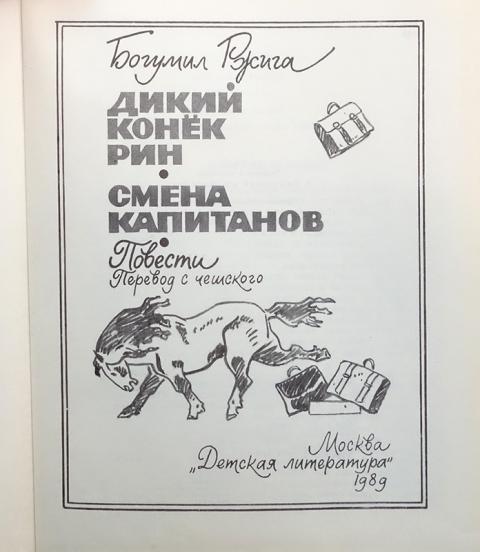 Богумил Ржига
ДИКИЙ
КОНЁК
РИН
СМЕНА
КАПИТАНОВ
Повести
Перевод с чешского
Москва
„Детская литература"
1989